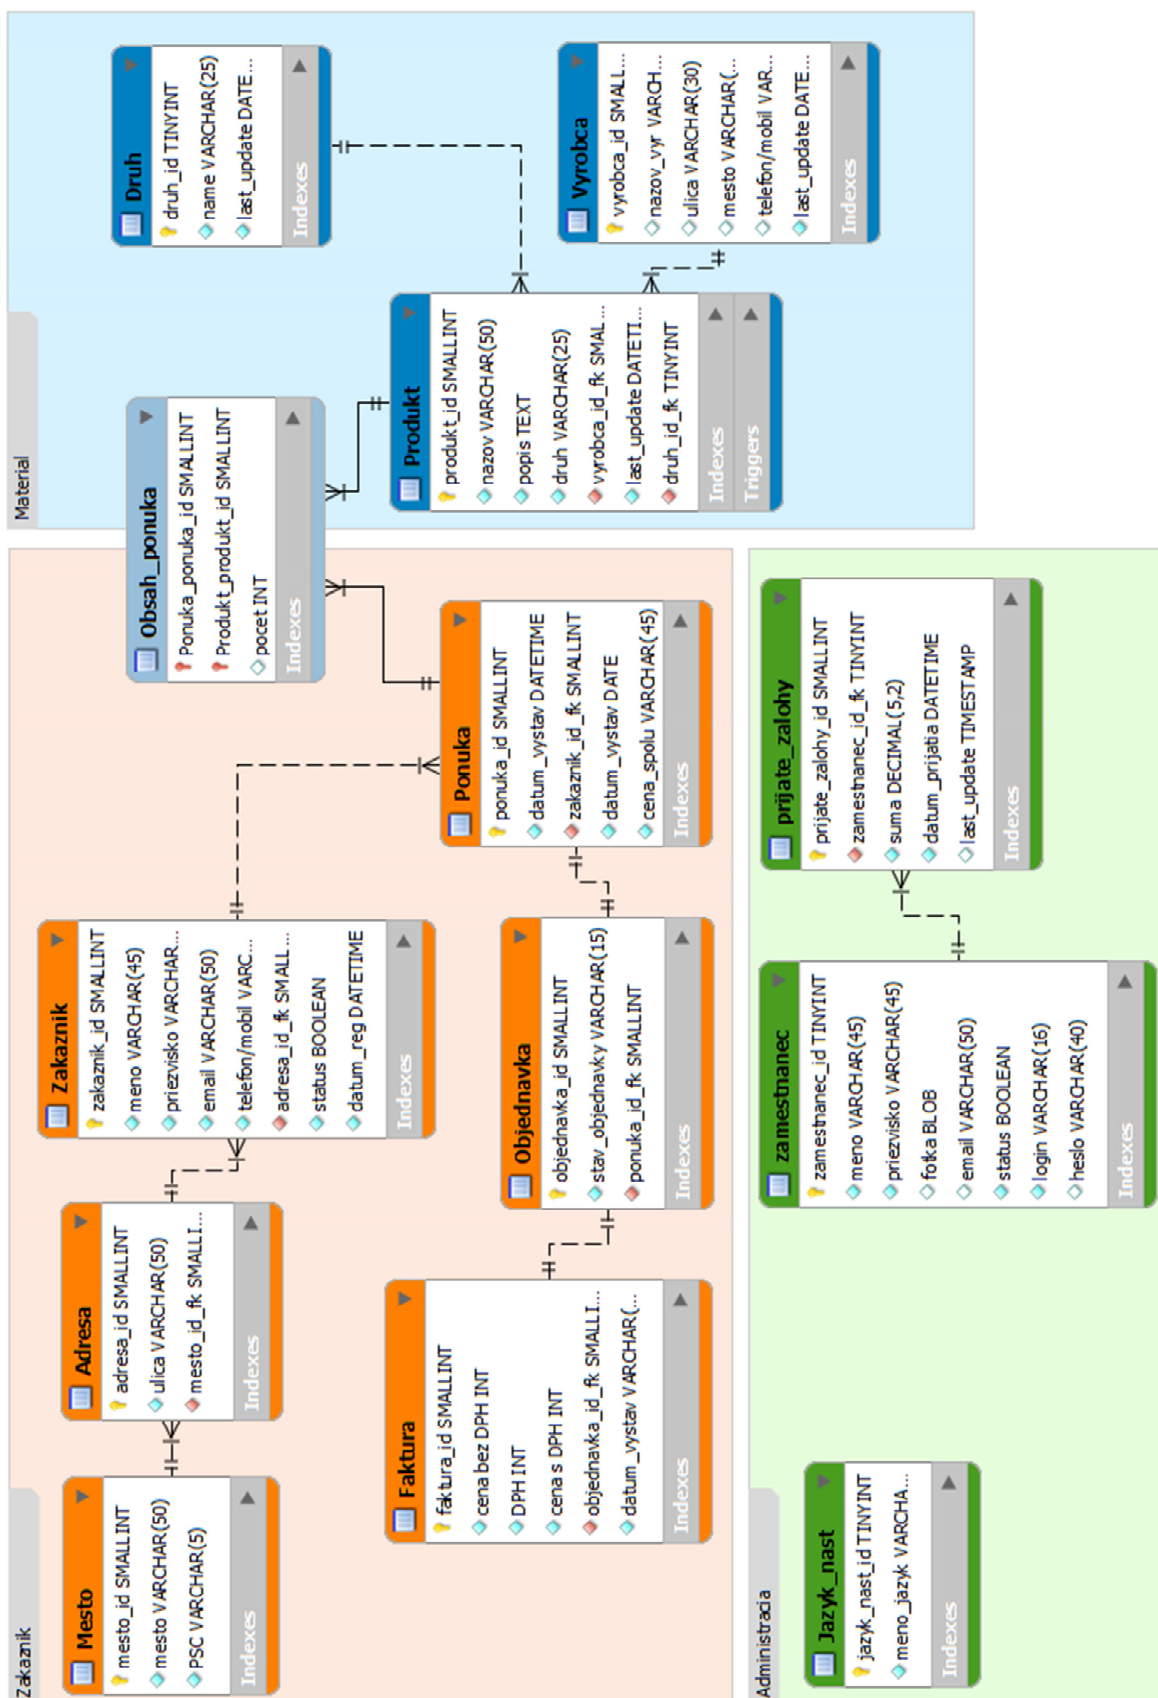 Zakaznik
Mesto
mesto_id SMALLINT
mesto VARCHAR(50)
PSC VARCHAR(5)
Indexes
Adresa
adresa_id SMALLINT
ulica VARCHAR(50)
mesto_id_fk SMALLI...
Indexes
Zakaznik
zakaznik_id SMALLINT
meno VARCHAR(45)
priezvisko VARCHAR...
email VARCHAR(50)
telefon/mobil VARC...
adresa_id_fk SMALL...
status BOOLEAN
datum_reg DATETIME
Indexes
Obsah_ponuka
Ponuka_ponuka_id SMALLINT
Produkt_produkt_id SMALLINT
pocet INT
Indexes
Faktura
faktura_id SMALLINT
cena bez DPH INT
DPH INT
cena s DPH INT
objednavka_id_fk SMALLI...
datum_vystav VARCHAR(...
Indexes
Objednavka
objednavka_id SMALLINT
stav_objednavky VARCHAR(15)
ponuka_id_fk SMALLINT
Indexes
Ponuka
ponuka_id SMALLINT
datum_vystav DATETIME
zakaznik_id_fk SMALLINT
datum_vystav DATE
cena_spolu VARCHAR(45)
Indexes
Material
Druh
druh_id TINYINT
name VARCHAR(25)
last_update DATE...
Indexes
Produkt
produkt_id SMALLINT
nazov VARCHAR(50)
popis TEXT
druh VARCHAR(25)
vyrobca_id_fk SMAL...
last_update DATETI...
druh_id_fk TINYINT
Indexes
Triggers
Vyrobca
vyrobca_id SMALL...
nazov_vyr VARCH...
ulica VARCHAR(30)
mesto VARCHAR(...
telefon/mobil VAR...
last_update DATE...
Indexes
Administracia
Jazyk_nast
jazyk_nast_id TINYINT
meno_jazyk VARCHA...
Indexes
zamestnanec
zamestnanec_id TINYINT
meno VARCHAR(45)
priezvisko VARCHAR(45)
fotka BLOB
email VARCHAR(50)
status BOOLEAN
login VARCHAR(16)
heslo VARCHAR(40)
Indexes
prijate_zalohy
prijate_zalohy_id SMALLINT
zamestnanec_id_fk TINYINT
suma DECIMAL(5,2)
datum_prijatia DATETIME
last_update TIMESTAMP
Indexes